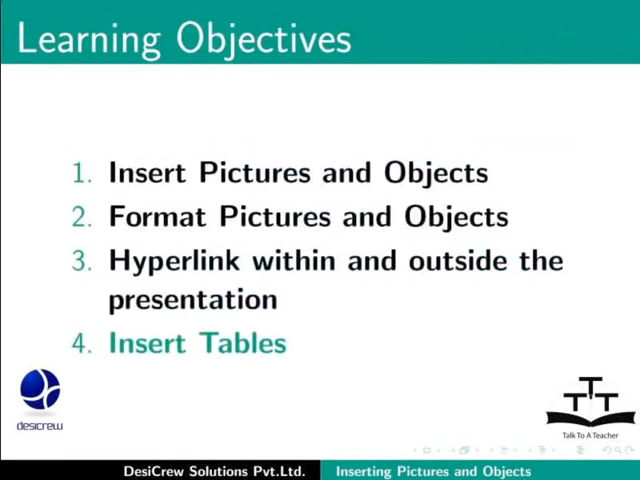 Learning Objectives
1. Insert Pictures and Objects
2. Format Pictures and Objects
3. Hyperlink within and outside the
presentation
4. Insert Tables
desicrew
TTT
Talk To A Teacher
DesiCrew Solutions Pvt.Ltd. Inserting Pictures and Objects